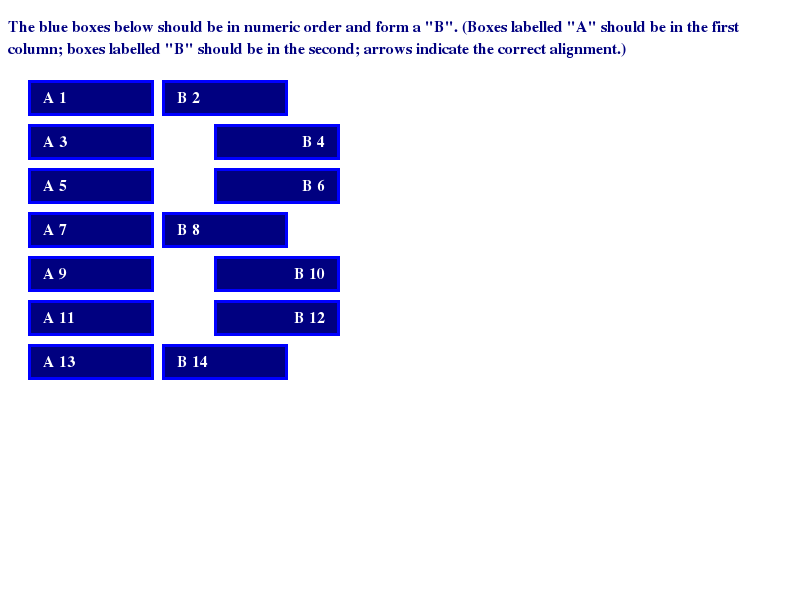 The blue boxes below should be in numeric order and form a "B". (Boxes labelled "A" should be in the first
column; boxes labelled "B" should be in the second; arrows indicate the correct alignment.)
A 1 B 2
A 3 B 4
A 5 B 6
A 7 B 8
A 9 B 10
A 11 B 12
A 13 B 14